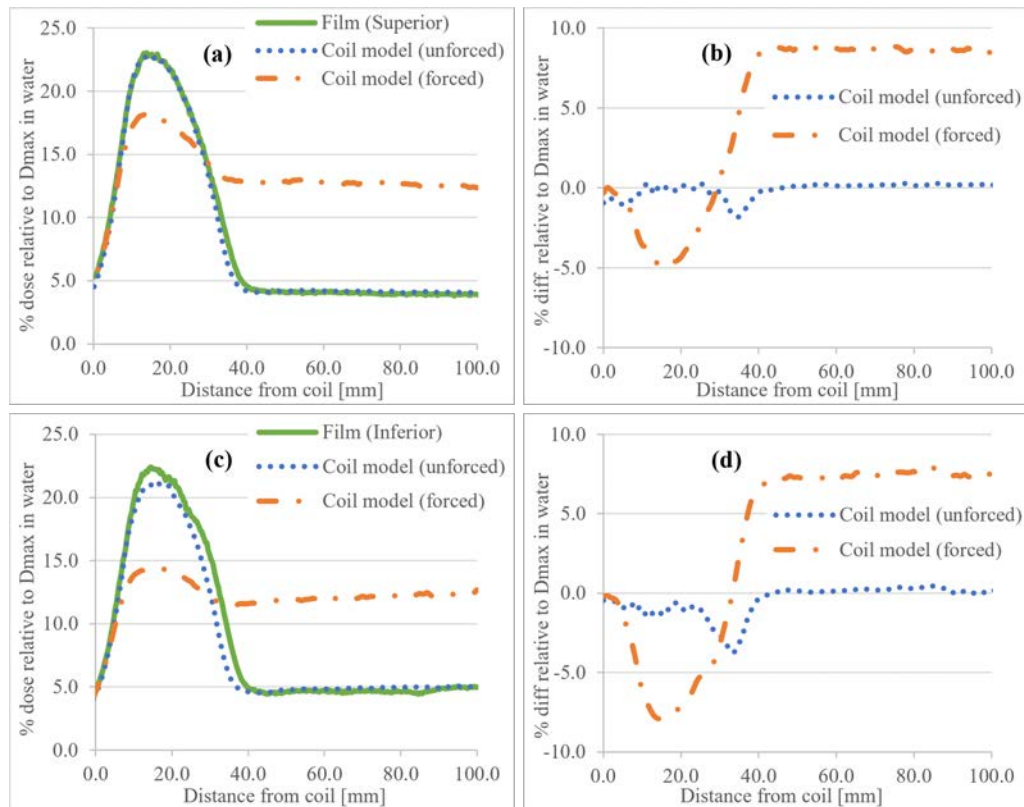 25.0
20.0
15.0
10.0
5.0
0.0
% dose relative to Dmax in water
(a)
Film (Superior)
Coil model (unforced)
Coil model (forced)
0.0 20.0 40.0 60.0 80.0 100.0
Distance from coil [mm]
10.0
5.0
0.0
-5.0
-10.0
% diff. relative to Dmax in water
(b)
Coil model (unforced)
Coil model (forced)
0.0 20.0 40.0 60.0 80.0 100.0
Distance from coil [mm]
25.0
20.0
15.0
10.0
5.0
0.0
% dose relative to Dmax in water
(c)
Film (Inferior)
Coil model (unforced)
Coil model (forced)
0.0 20.0 40.0 60.0 80.0 100.0
Distance from coil [mm]
10.0
5.0
0.0
-5.0
-10.0
% diff relative to Dmax in water
(d)
Coil model (unforced)
Coil model (forced)
0.0 20.0 40.0 60.0 80.0 100.0
Distance from coil [mm]